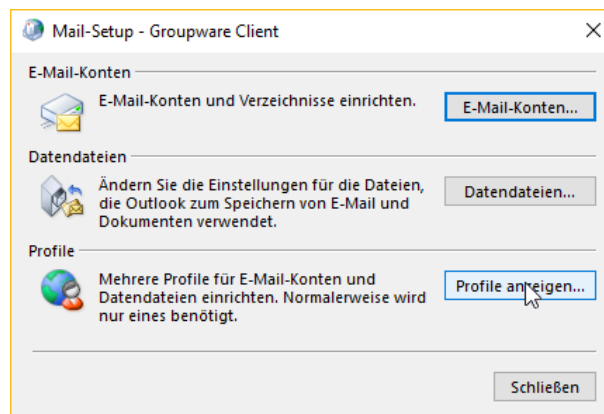 Mail-Setup - Groupware Client
E-Mail-Konten
E-Mail-Konten und Verzeichnisse einrichten.
E-Mail-Konten...
Datendateien
Ändern Sie die Einstellungen für die Dateien,
die Outlook zum Speichern von E-Mail und
Dokumenten verwendet.
Datendateien...
Profile
Mehrere Profile für E-Mail-Konten und
Datendateien einrichten. Normalerweise wird
nur eines benötigt.
Profile anzeigen...
Schließen